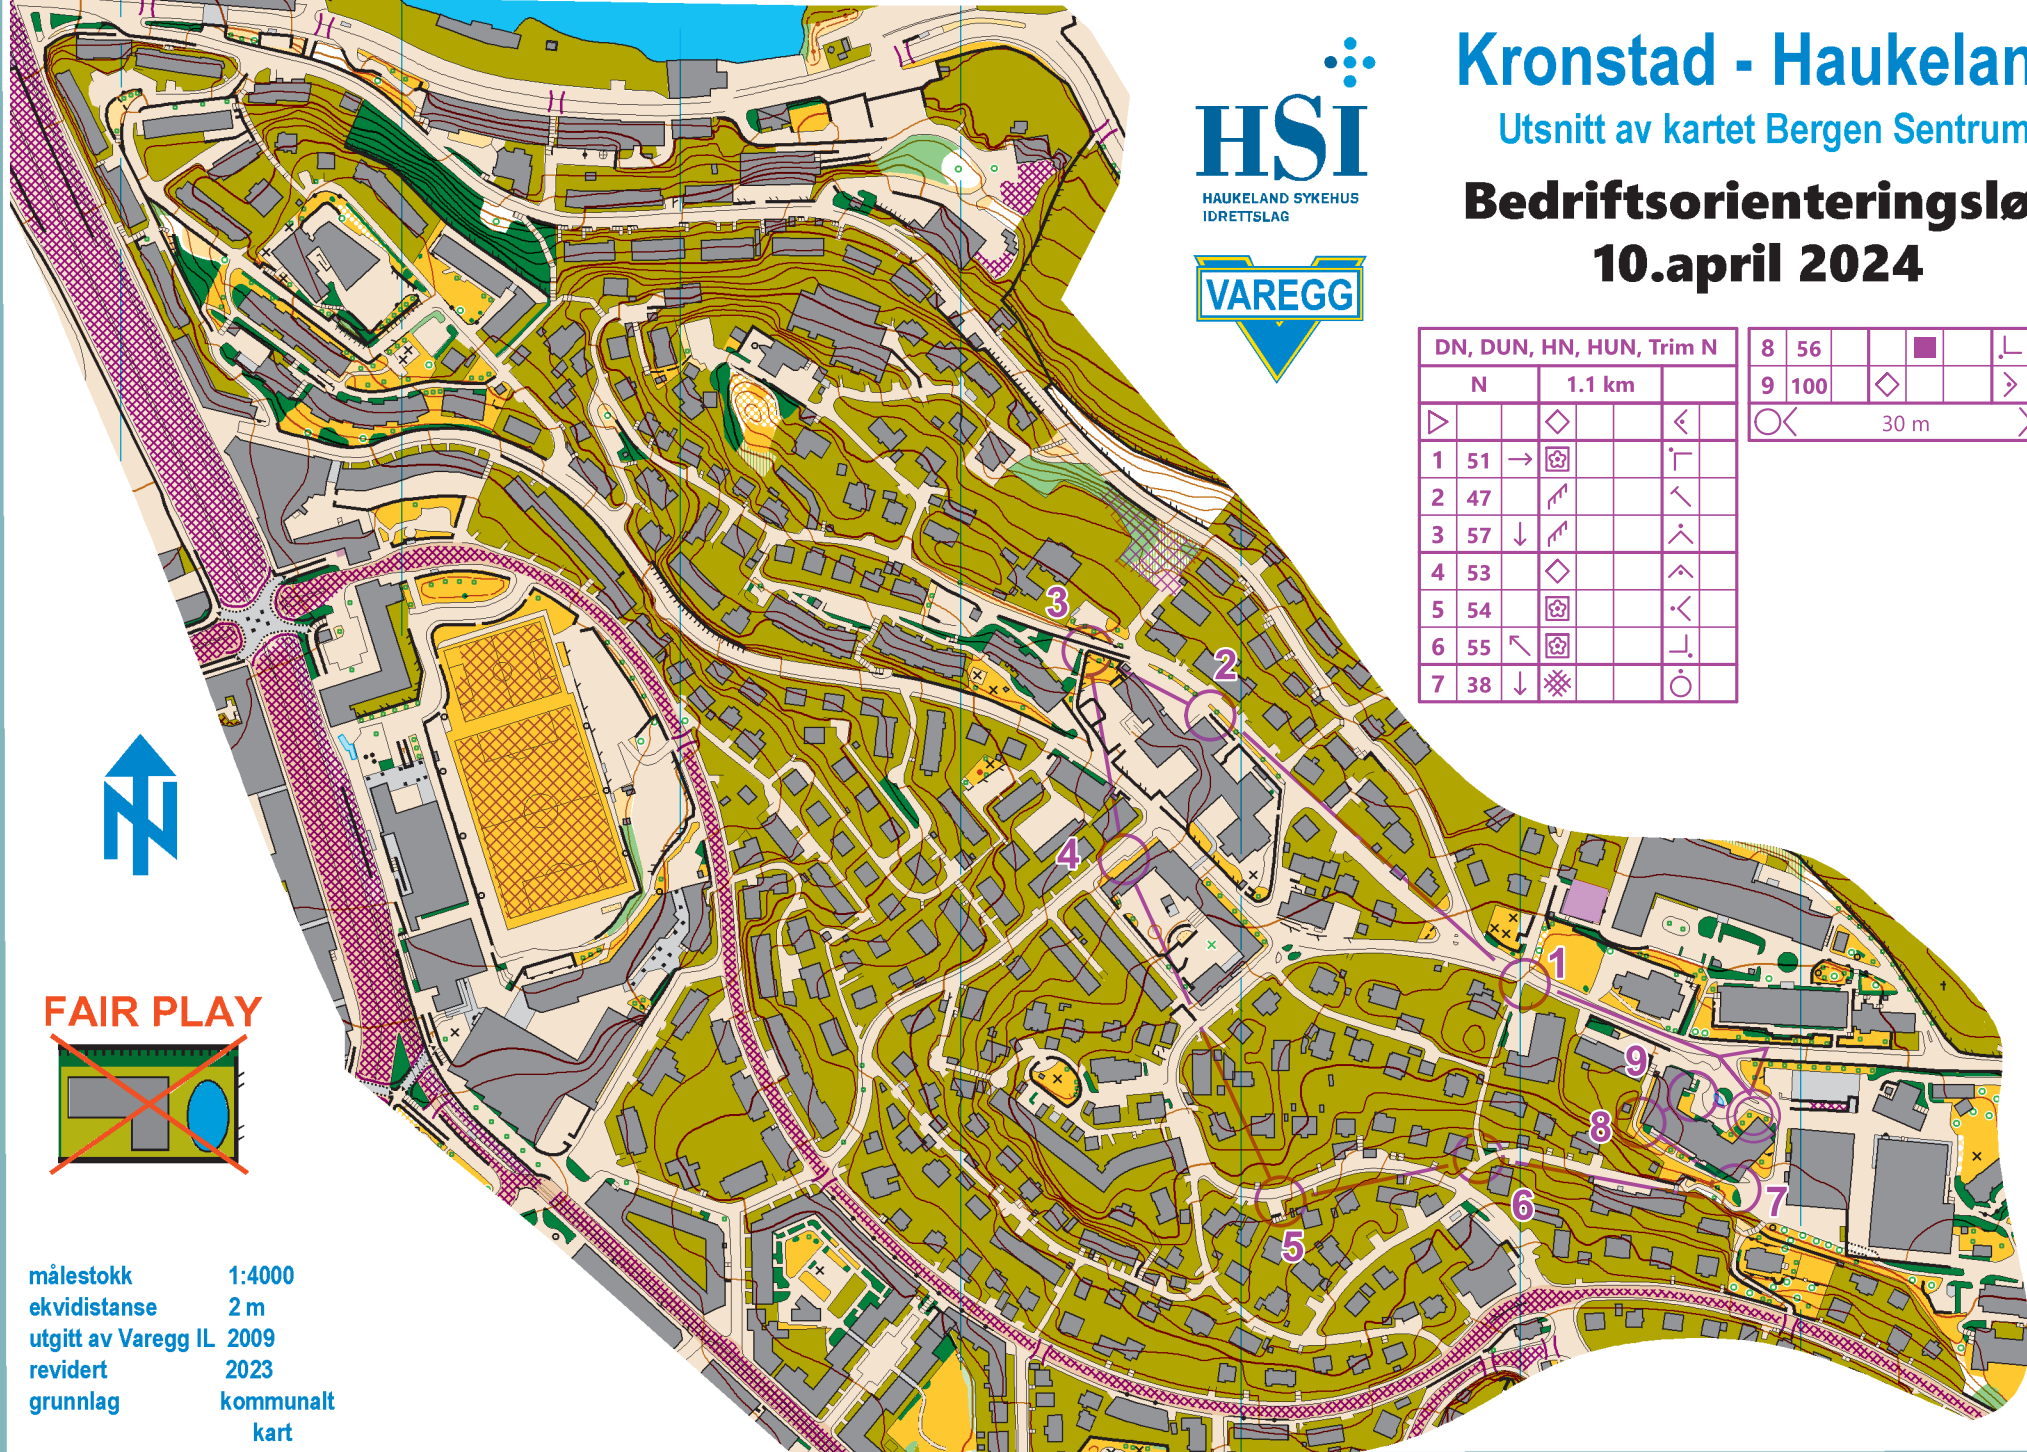 Kronstad - Haukelan
Utsnitt av kartet Bergen Sentrum
Bedriftsorienteringslø
10.april 2024
HSI
HAUKELAND SYKEHUS
IDRETTSLAG
VAREGG
DN, DUN, HN, HUN, Trim N
N 1.1 km
1 51
2 47
3 57
4 53
5 54
6 55
7 38
8 56
9 100
30 m
3
2
4
1
9
8
7
6
5
N
FAIR PLAY
målestokk 1:4000
ekvidistanse 2 m
utgitt av Varegg IL 2009
revidert 2023
grunnlag kommunalt
kart